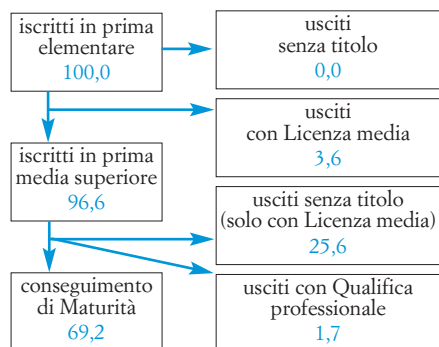 iscritti in prima
elementare
100,0
usciti
senza titolo
0,0
usciti
con Licenza media
3,6
iscritti in prima
media superiore
96,6
usciti senza titolo
(solo con Licenza media)
25,6
conseguimento
di Maturità
69,2
usciti con Qualifica
professionale
1,7